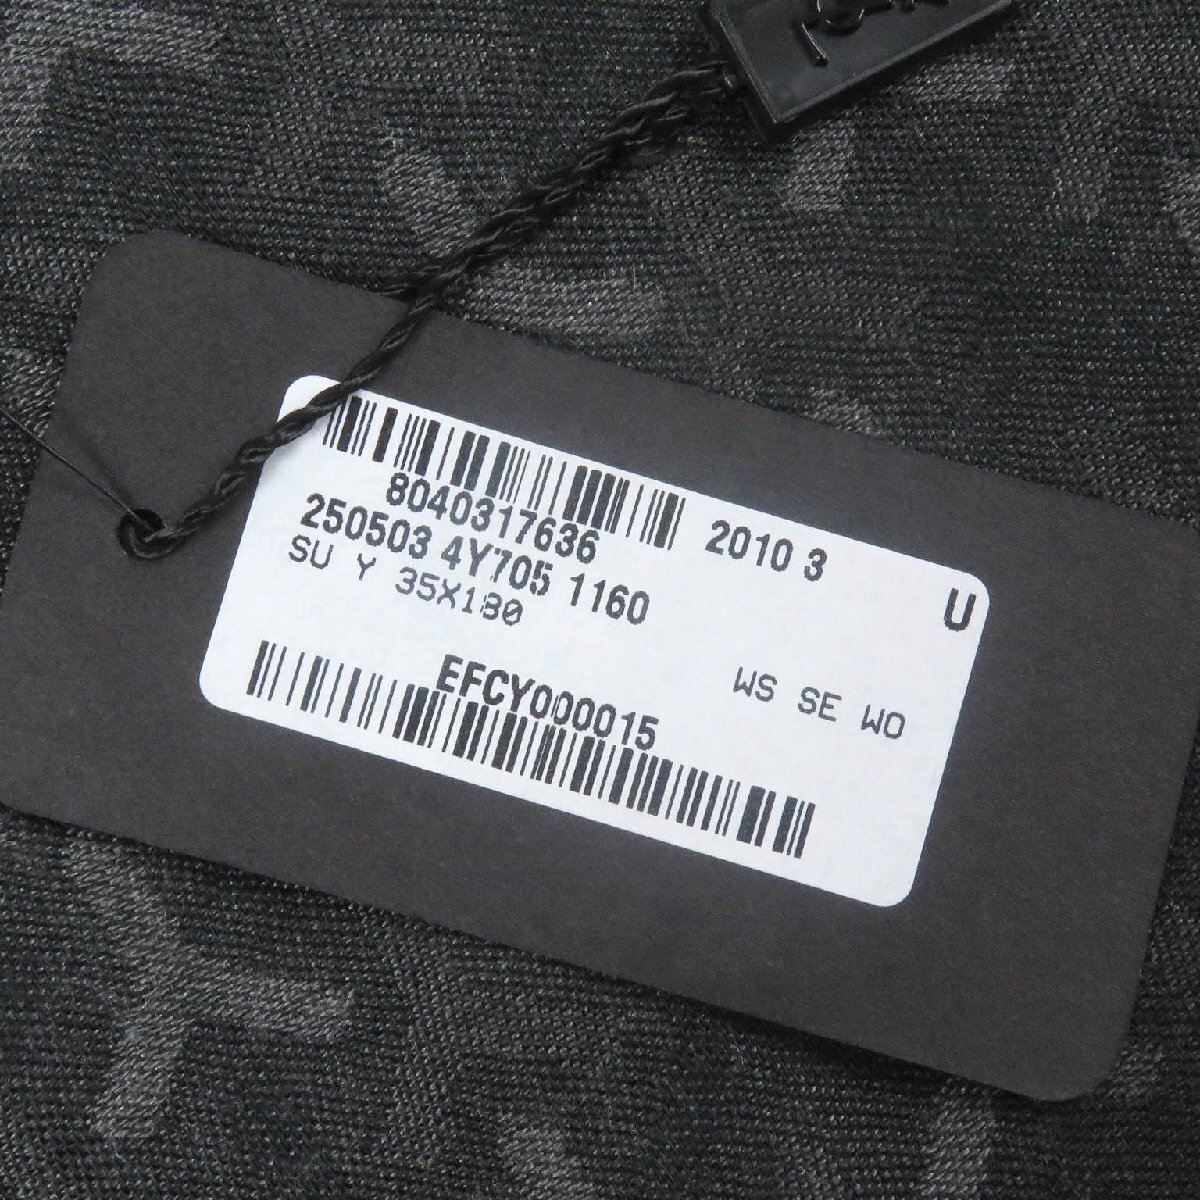 8040317636
2010 3
250503 4Y705 1160
U
SU Y 35X180
WS SE WO
EFCY000015